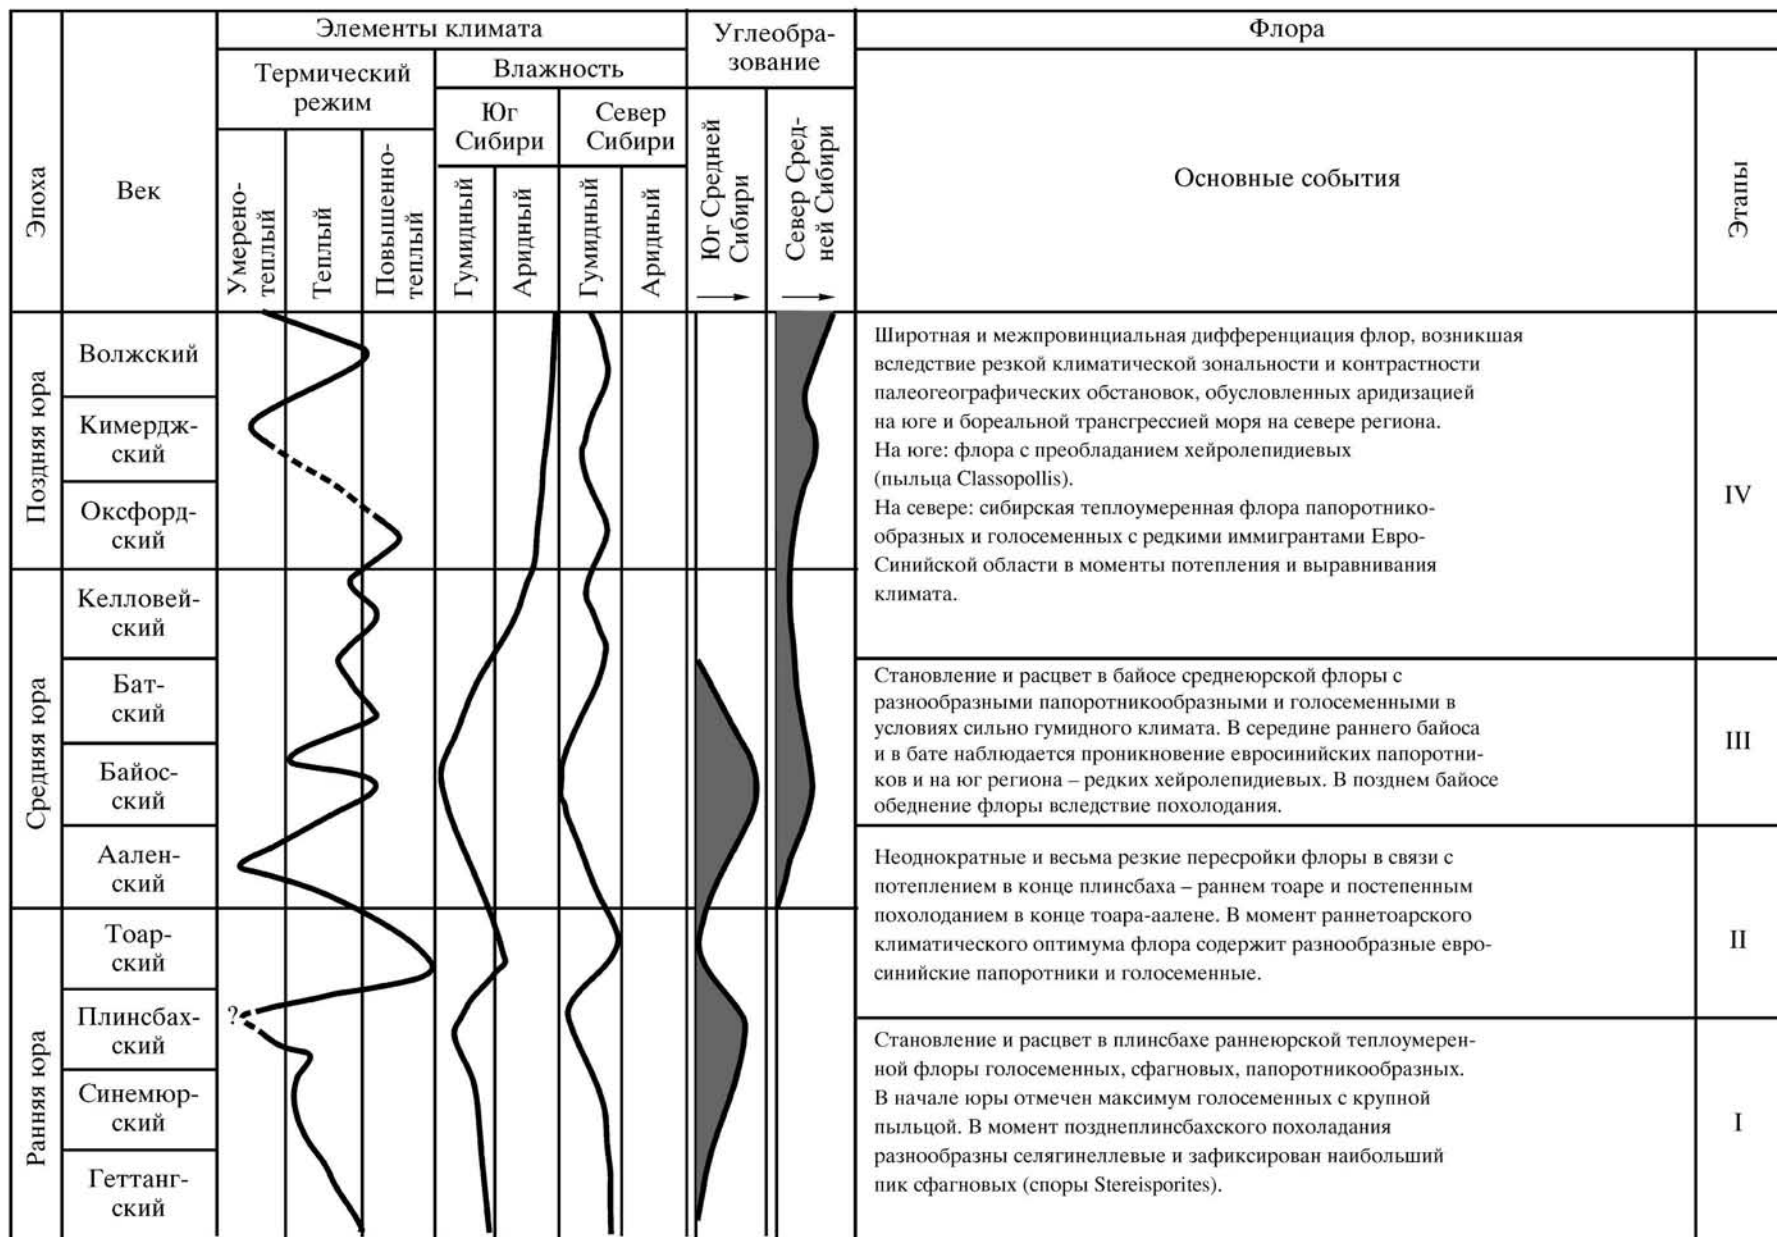 Эпоха
Век
Элементы климата
Термический
режим
Умерено-
теплый
Теплый
Повышенно-
теплый
Влажность
Юг
Сибири
Гумидный
Аридный
Север
Сибири
Гумидный
Аридный
Углеобра-
зование
Юг Средней
Сибири
Север Сред-
ней Сибири
Флора
Основные события
Этапы
Поздняя юра
Волжский
Кимердж-
ский
Оксфорд-
ский
Средняя юра
Келловей-
ский
Бат-
ский
Байос-
ский
Аален-
ский
Ранняя юра
Тоар-
ский
Плинсбах-
ский
Синемюр-
ский
Геттанг-
ский
?
Широтная и межпровинциальная дифференциация флор, возникшая
вследствие резкой климатической зональности и контрастности
палеогеографических обстановок, обусловленных аридизацией
на юге и бореальной трансгрессией моря на севере региона.
На юге: флора с преобладанием хейролепидиевых
(пыльца Classopollis).
На севере: сибирская теплоумеренная флора папоротнико-
образных и голосеменных с редкими иммигрантами Евро-
Синийской области в моменты потепления и выравнивания
климата.
IV
Становление и расцвет в байосе среднеюрской флоры с
разнообразными папоротникообразными и голосеменными в
условиях сильно гумидного климата. В середине раннего байоса
и в бате наблюдается проникновение евросинийских папоротни-
ков и на юг региона – редких хейролепидиевых. В позднем байосе
обеднение флоры вследствие похолодания.
III
Неоднократные и весьма резкие пересройки флоры в связи с
потеплением в конце плинсбаха – раннем тоаре и постепенным
похолоданием в конце тоара-аалене. В момент раннетоарского
климатического оптимума флора содержит разнообразные евро-
синийские папоротники и голосеменные.
II
Становление и расцвет в плинсбахе раннеюрской теплоумерен-
ной флоры голосеменных, сфагновых, папоротникообразных.
В начале юры отмечен максимум голосеменных с крупной
пыльцой. В момент позднеплинсбахского похоладания
разнообразны селягинеллевые и зафиксирован наибольший
пик сфагновых (споры Stereisporites).
I